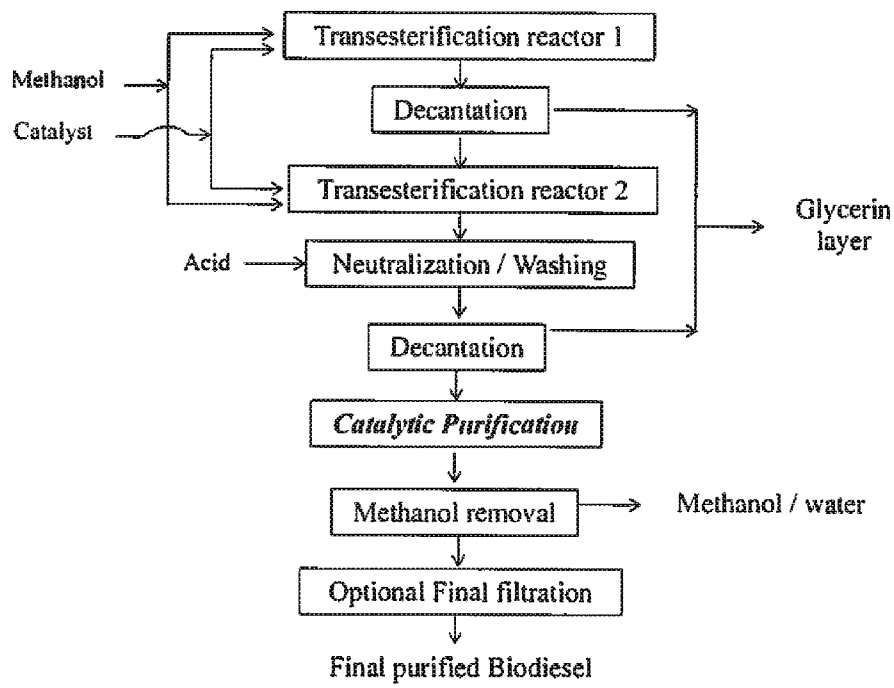 Transesterification reactor 1
Methanol
Decantation
Catalyst
Transesterification reactor 2
Glycerin
layer
Acid
Neutralization / Washing
Decantation
Catalytic Purification
Methanol removal
Methanol / water
Optional Final filtration
Final purified Biodiesel